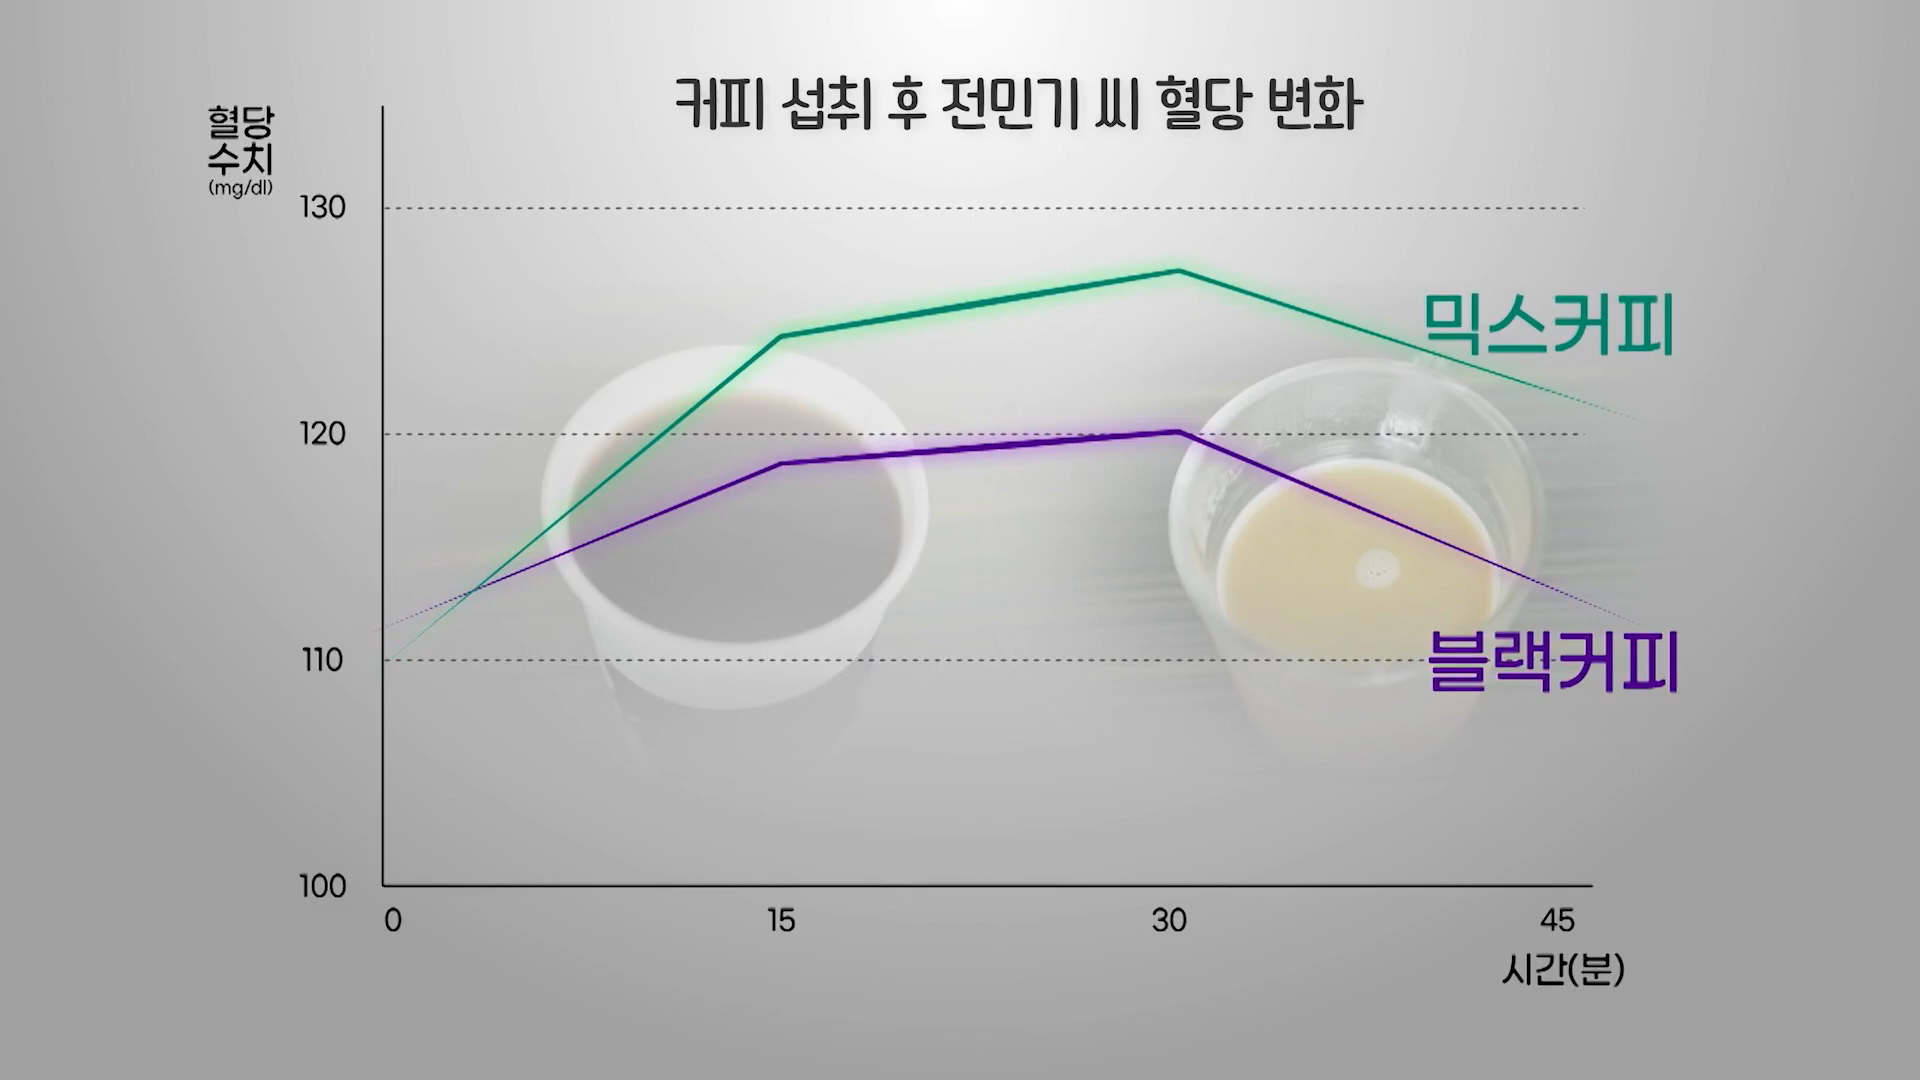 커피 섭취 후 전민기 씨 혈당 변화
혈당
수치
(mg/dl)
130
120
110
100
믹스커피
블랙커피
0 15 30 45
시간(분)